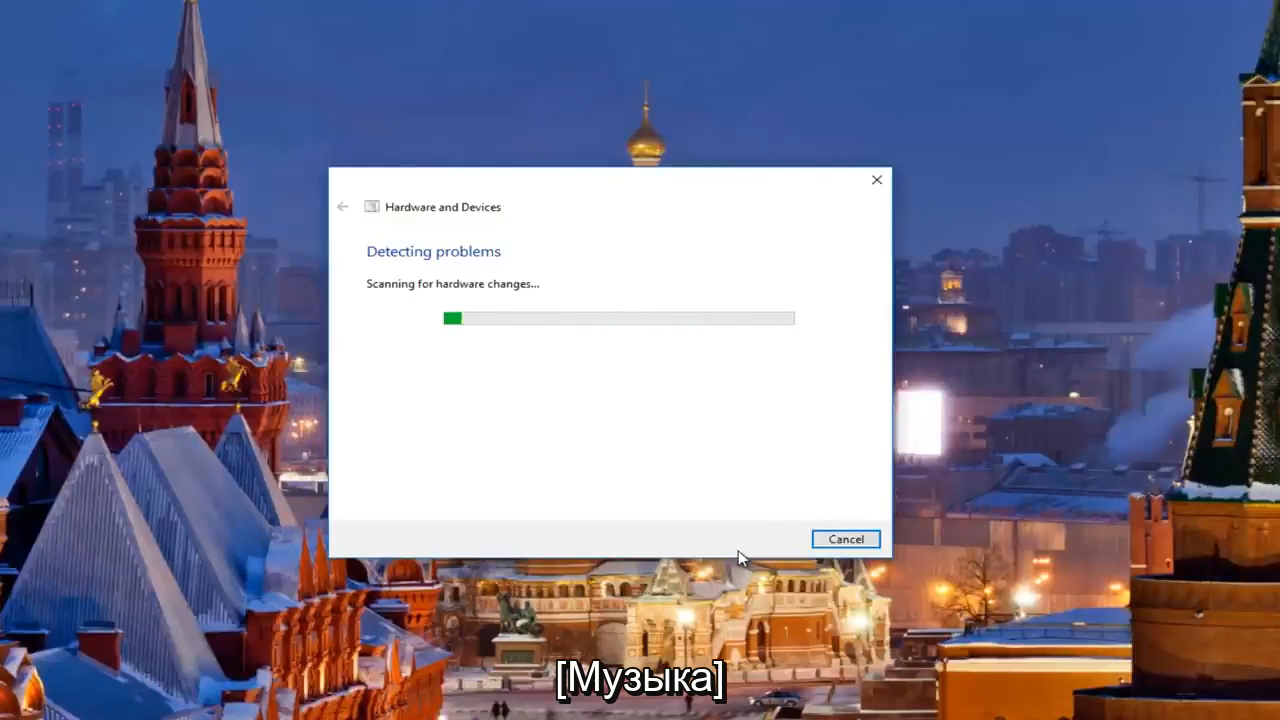 Hardware and Devices
Detecting problems
Scanning for hardware changes...
Cancel
[Музыка]